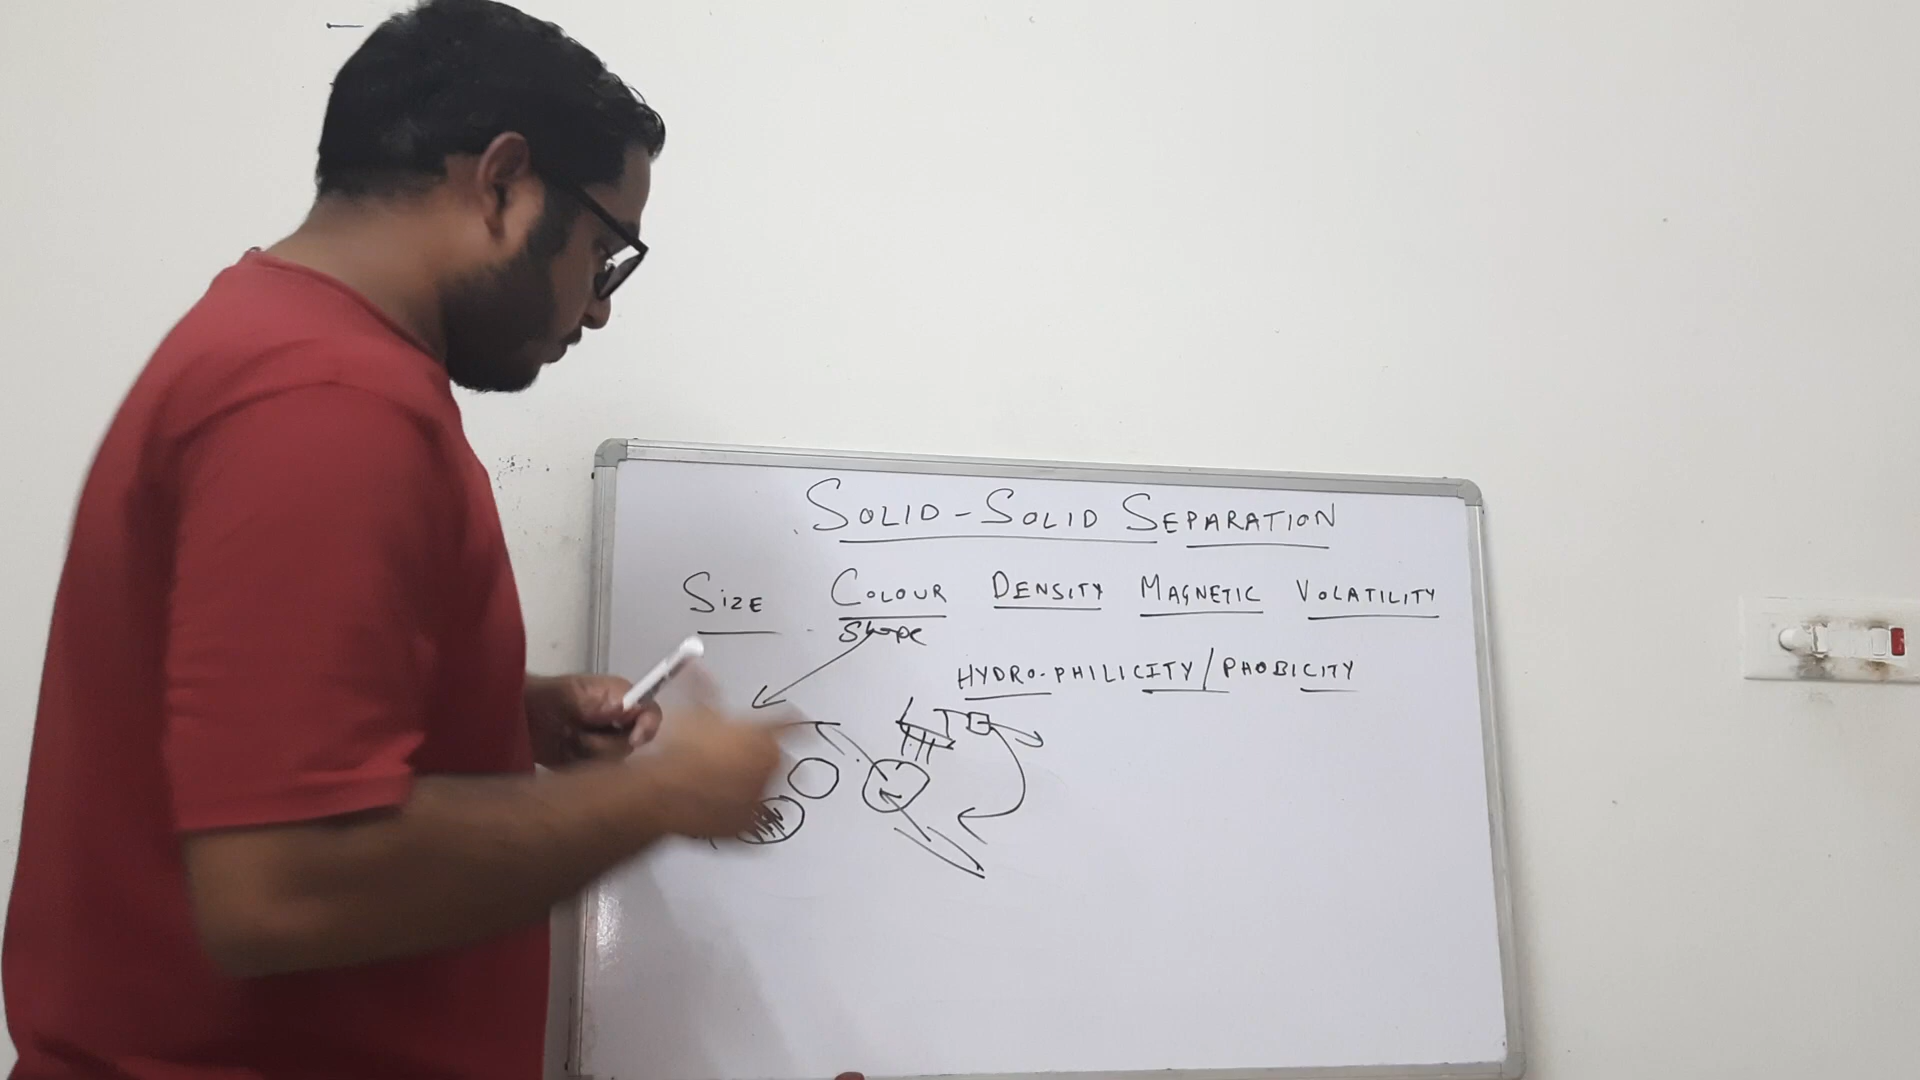 SOLID-SOLID SEPARATION
SIZE COLOUR DENSITY MAGNETIC VOLATILITY
Shape
HYDRO-PHILICITY/PHOBICITY